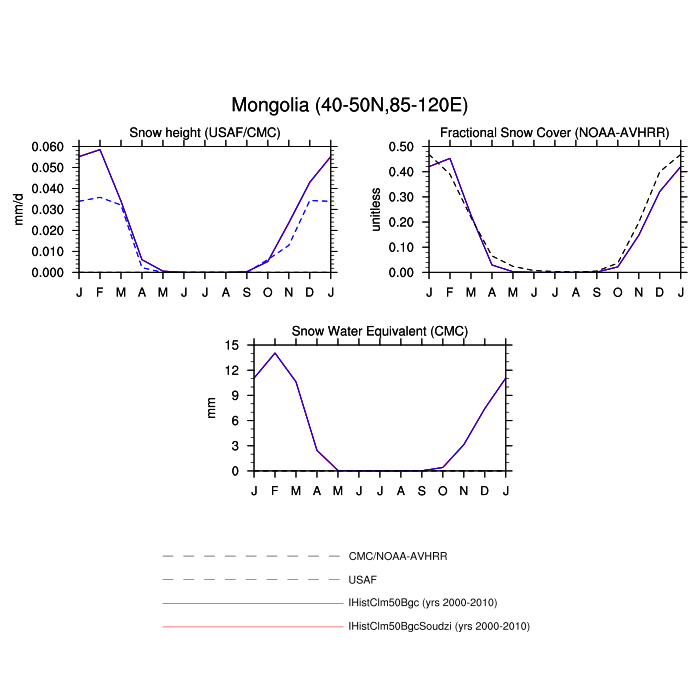 Mongolia (40-50N,85-120E)
Snow height (USAF/CMC)
0.060
0.050
0.040
0.030
0.020
0.010
0.000
mm/d
J F M A M J J A S O N D J
Fractional Snow Cover (NOAA-AVHRR)
0.50
0.40
0.30
0.20
0.10
0.00
unitless
J F M A M J J A S O N D J
Snow Water Equivalent (CMC)
15
12
9
6
3
0
mm
J F M A M J J A S O N D J
CMC/NOAA-AVHRR
USAF
IHistClm50Bgc (yrs 2000-2010)
IHistClm50BgcSoudzi (yrs 2000-2010)